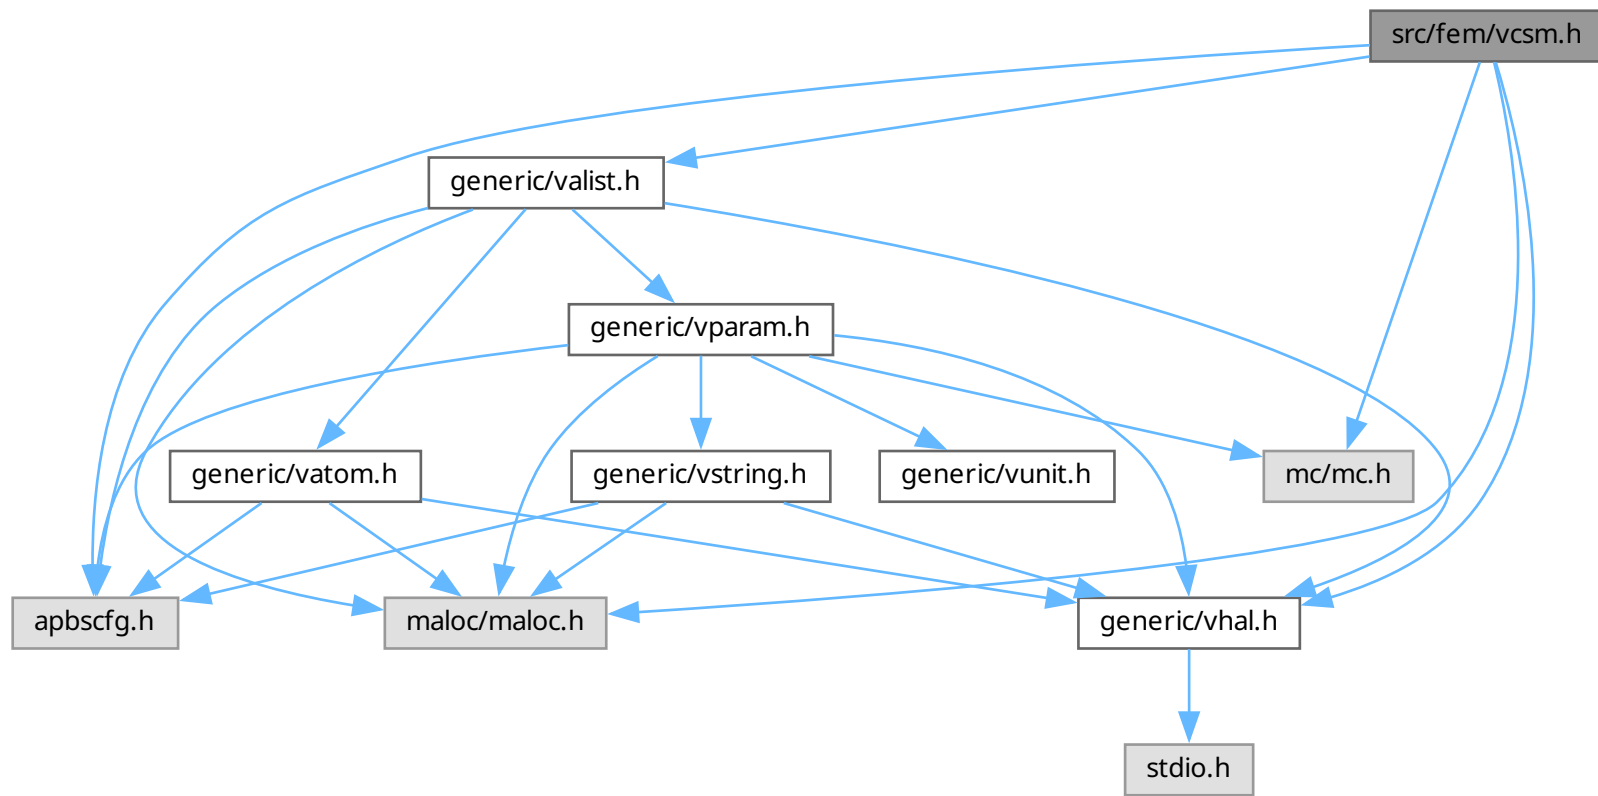 src/fem/vcsm.h
generic/valist.h
generic/vparam.h
generic/vatom.h
generic/vstring.h
generic/vunit.h
mc/mc.h
apbscfg.h
maloc/maloc.h
generic/vhal.h
stdio.h